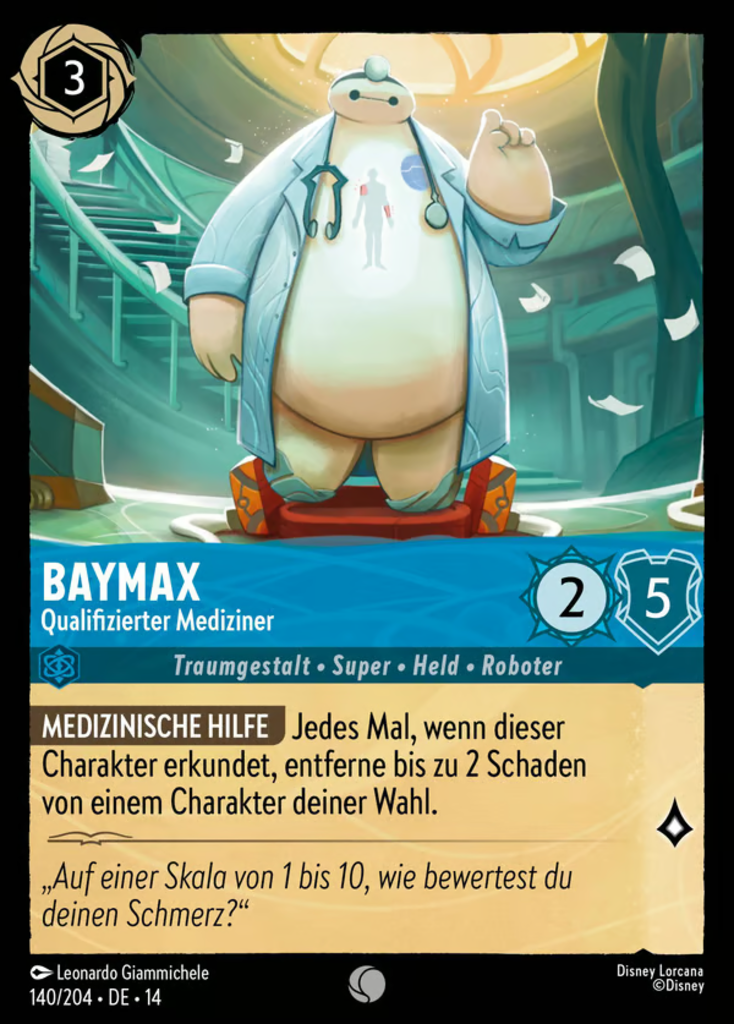 3
BAYMAX
Qualifizierter Mediziner
2
5
Traumgestalt • Super • Held • Roboter
MEDIZINISCHE HILFE Jedes Mal, wenn dieser
Charakter erkundet, entferne bis zu 2 Schaden
von einem Charakter deiner Wahl.
„Auf einer Skala von 1 bis 10, wie bewertest du
deinen Schmerz?“
Leonardo Giammichele
140/204 • DE • 14
Disney Lorcana
©Disney